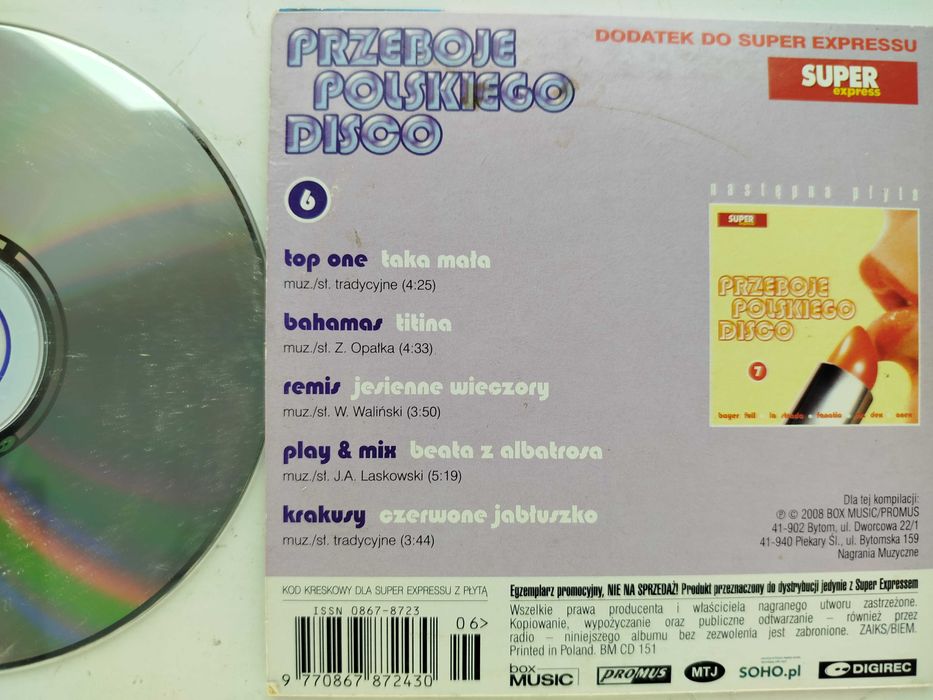 PRZEBOJE
POLSKIEGO
DISCO
DODATEK DO SUPER EXPRESSU
SUPER
express
6
top one taka mała
muz./sł. tradycyjne (4:25)
bahamas titina
muz./sł. Z. Opałka (4:33)
remis jesienne wieczory
muz./sł. W. Waliński (3:50)
play & mix beata z albatrosa
muz./sł. J.A. Laskowski (5:19)
krakusy czerwone jabłuszko
muz./sł. tradycyjne (3:44)
następna płyta
SUPER
express
PRZEBOJE
POLSKIEGO
DISCO
7
bayer full • la strada • fanatic
Dla tej kompilacji:
℗ © 2008 BOX MUSIC/PROMUS
41-902 Bytom, ul. Dworcowa 22/1
41-940 Piekary Śl., ul. Bytomska 159
Nagrania Muzyczne
KOD KRESKOWY DLA SUPER EXPRESSU Z PŁYTĄ
ISSN 0867-8723
06>
9 770867 872430
Egzemplarz promocyjny, NIE NA SPRZEDAŻ! Produkt przeznaczony do dystrybucji jedynie z Super Expressem
Wszelkie prawa producenta i właściciela nagranego utworu zastrzeżone.
Kopiowanie, wypożyczanie oraz publiczne odtwarzanie – również przez
radio – niniejszego albumu bez zezwolenia jest zabronione. ZAIKS/BIEM.
Printed in Poland. BM CD 151
box MUSIC PROMUS MTJ SOHO.pl DIGIREC